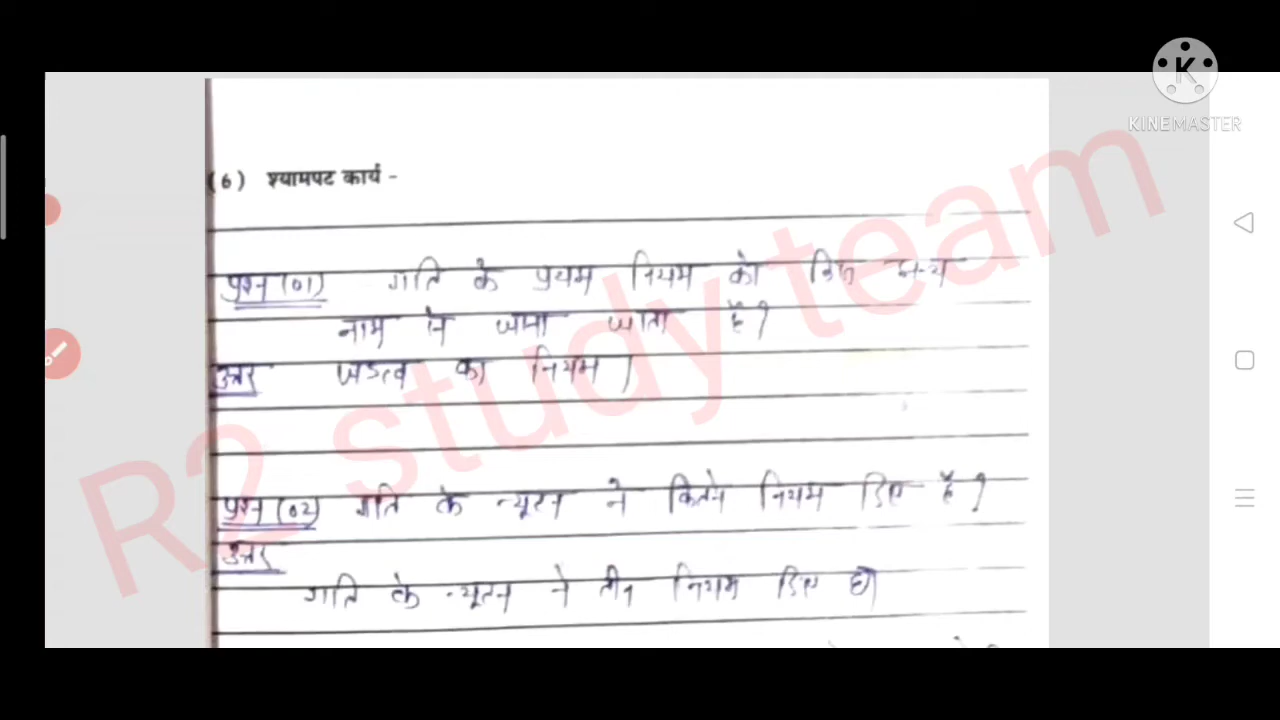 KINEMASTER
(6) श्यामपट कार्य -
प्रश्न (01) गति के प्रथम नियम को किस अन्य
नाम से जाना जाता है?
उत्तर जडत्व का नियम।
प्रश्न (02) गति के न्यूटन ने कितने नियम दिए है?
उत्तर
गति के न्यूटन ने तीन नियम दिए है।
R2 study team